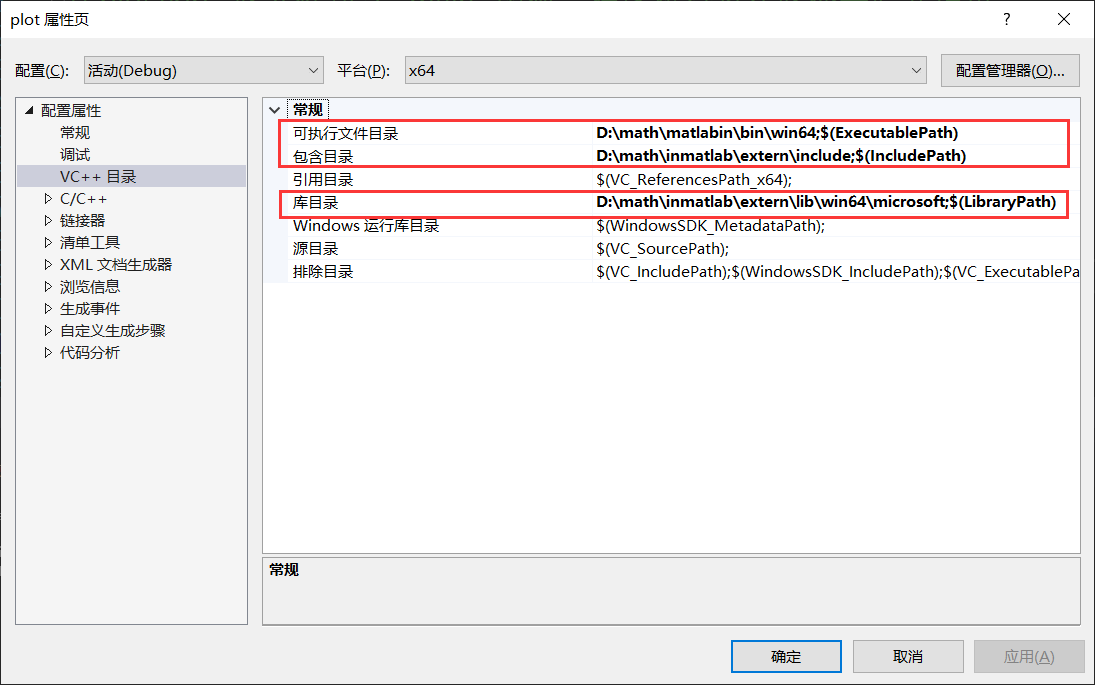 plot 属性页
配置(C): 活动(Debug) 平台(P): x64 配置管理器(O)...
配置属性
常规
调试
VC++ 目录
C/C++
链接器
清单工具
XML 文档生成器
浏览信息
生成事件
自定义生成步骤
代码分析
常规
可执行文件目录 D:\math\matlabin\bin\win64;$(ExecutablePath)
包含目录 D:\math\inmatlab\extern\include;$(IncludePath)
引用目录 $(VC_ReferencesPath_x64);
库目录 D:\math\inmatlab\extern\lib\win64\microsoft;$(LibraryPath)
Windows 运行库目录 $(WindowsSDK_MetadataPath);
源目录 $(VC_SourcePath);
排除目录 $(VC_IncludePath);$(WindowsSDK_IncludePath);$(VC_ExecutablePa
常规
确定 取消 应用(A)